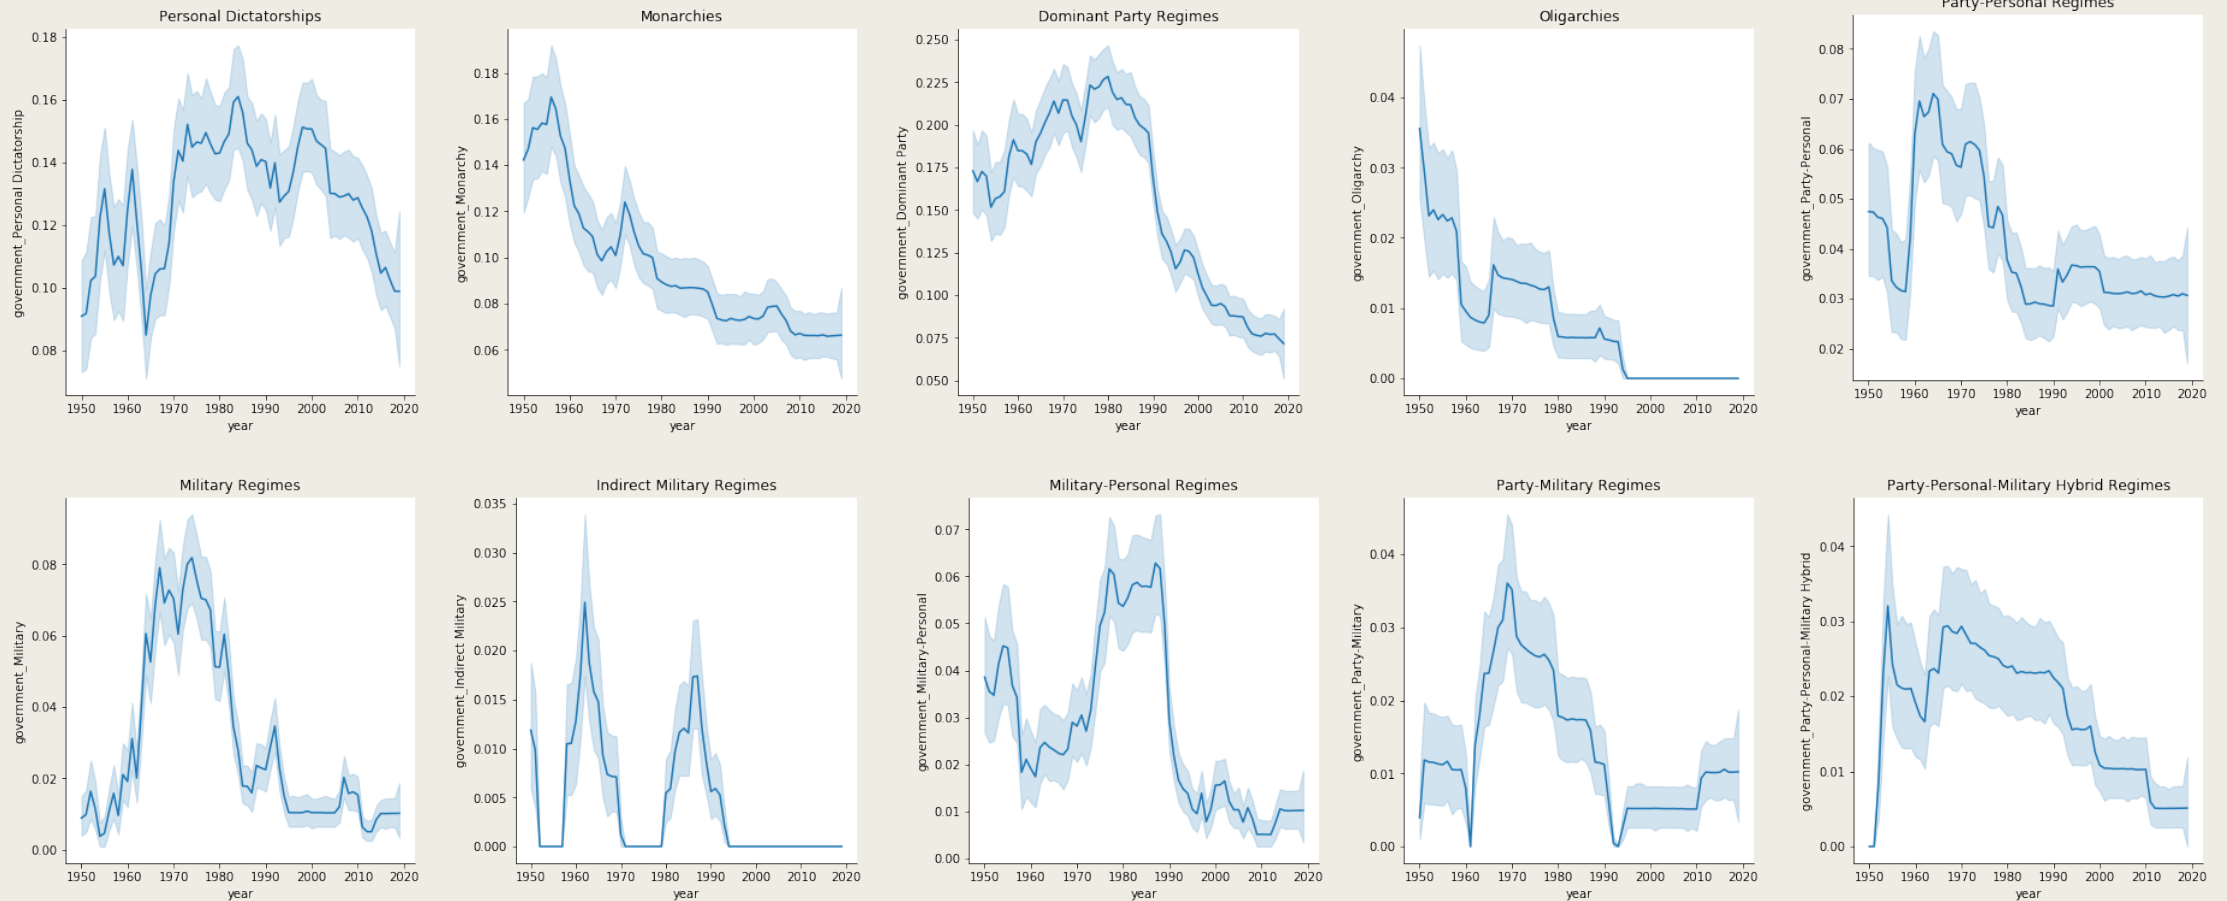 Personal Dictatorships
0.18
0.16
0.14
0.12
0.10
0.08
government_Personal Dictatorship
1950 1960 1970 1980 1990 2000 2010 2020
year
Monarchies
0.18
0.16
0.14
0.12
0.10
0.08
0.06
government_Monarchy
1950 1960 1970 1980 1990 2000 2010 2020
year
Dominant Party Regimes
0.250
0.225
0.200
0.175
0.150
0.125
0.100
0.075
0.050
government_Dominant Party
1950 1960 1970 1980 1990 2000 2010 2020
year
Oligarchies
0.04
0.03
0.02
0.01
0.00
government_Oligarchy
1950 1960 1970 1980 1990 2000 2010 2020
year
Party-Personal Regimes
0.08
0.07
0.06
0.05
0.04
0.03
0.02
government_Party-Personal
1950 1960 1970 1980 1990 2000 2010 2020
year
Military Regimes
0.08
0.06
0.04
0.02
0.00
government_Military
1950 1960 1970 1980 1990 2000 2010 2020
year
Indirect Military Regimes
0.035
0.030
0.025
0.020
0.015
0.010
0.005
0.000
government_Indirect Military
1950 1960 1970 1980 1990 2000 2010 2020
year
Military-Personal Regimes
0.07
0.06
0.05
0.04
0.03
0.02
0.01
0.00
government_Military-Personal
1950 1960 1970 1980 1990 2000 2010 2020
year
Party-Military Regimes
0.04
0.03
0.02
0.01
0.00
government_Party-Military
1950 1960 1970 1980 1990 2000 2010 2020
year
Party-Personal-Military Hybrid Regimes
0.04
0.03
0.02
0.01
0.00
government_Party-Personal-Military Hybrid
1950 1960 1970 1980 1990 2000 2010 2020
year